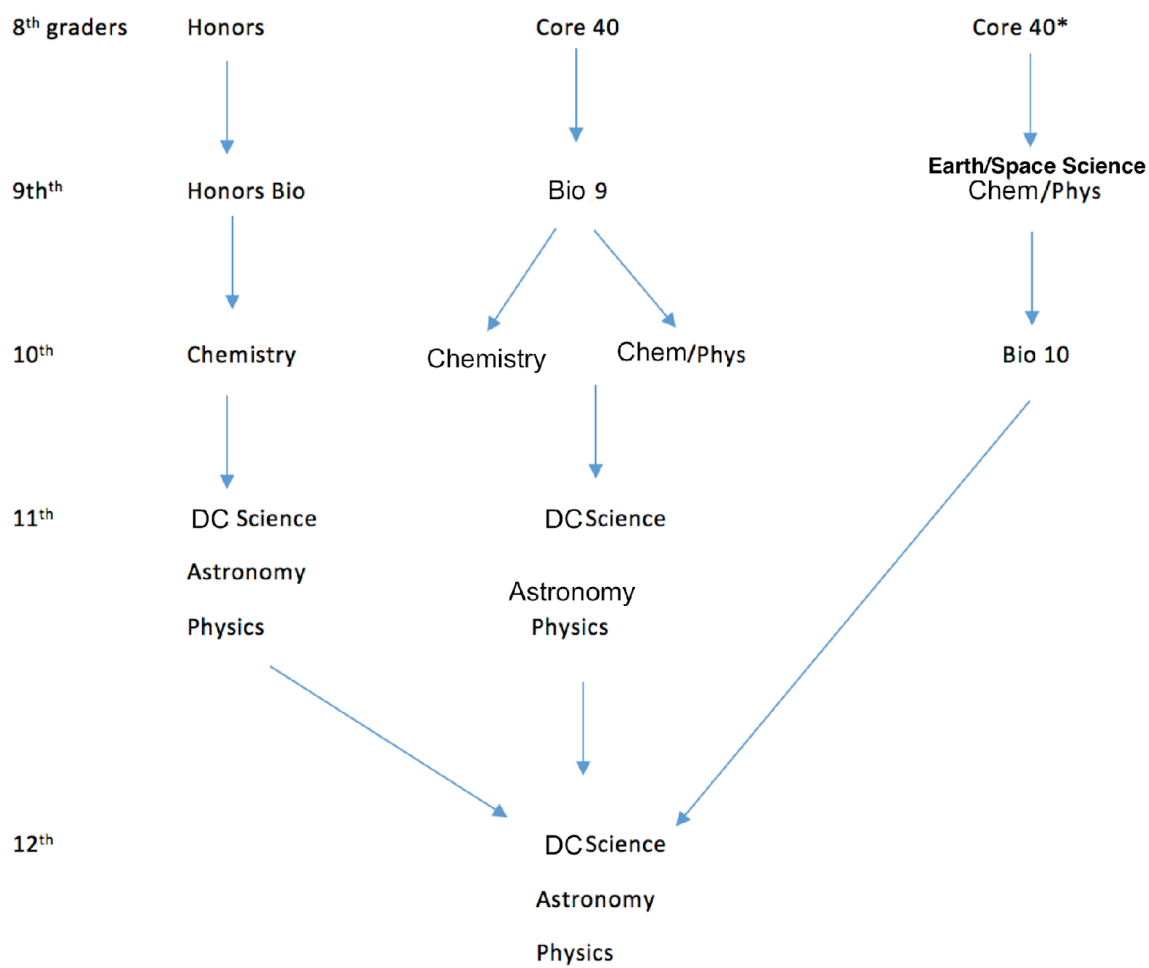 8th graders Honors Core 40 Core 40*
Earth/Space Science
9thth Honors Bio Bio 9 Chem/Phys
10th Chemistry Chemistry Chem/Phys Bio 10
11th DC Science DC Science
Astronomy Astronomy
Physics Physics
12th DC Science
Astronomy
Physics